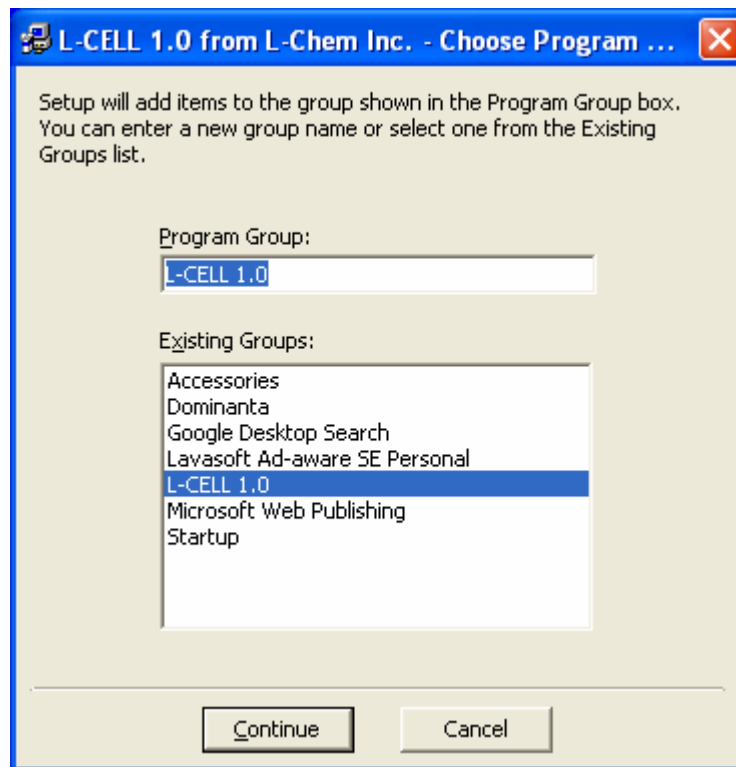 L-CELL 1.0 from L-Chem Inc. - Choose Program ...
Setup will add items to the group shown in the Program Group box.
You can enter a new group name or select one from the Existing
Groups list.
Program Group:
L-CELL 1.0
Existing Groups:
Accessories
Dominanta
Google Desktop Search
Lavasoft Ad-aware SE Personal
L-CELL 1.0
Microsoft Web Publishing
Startup
Continue
Cancel